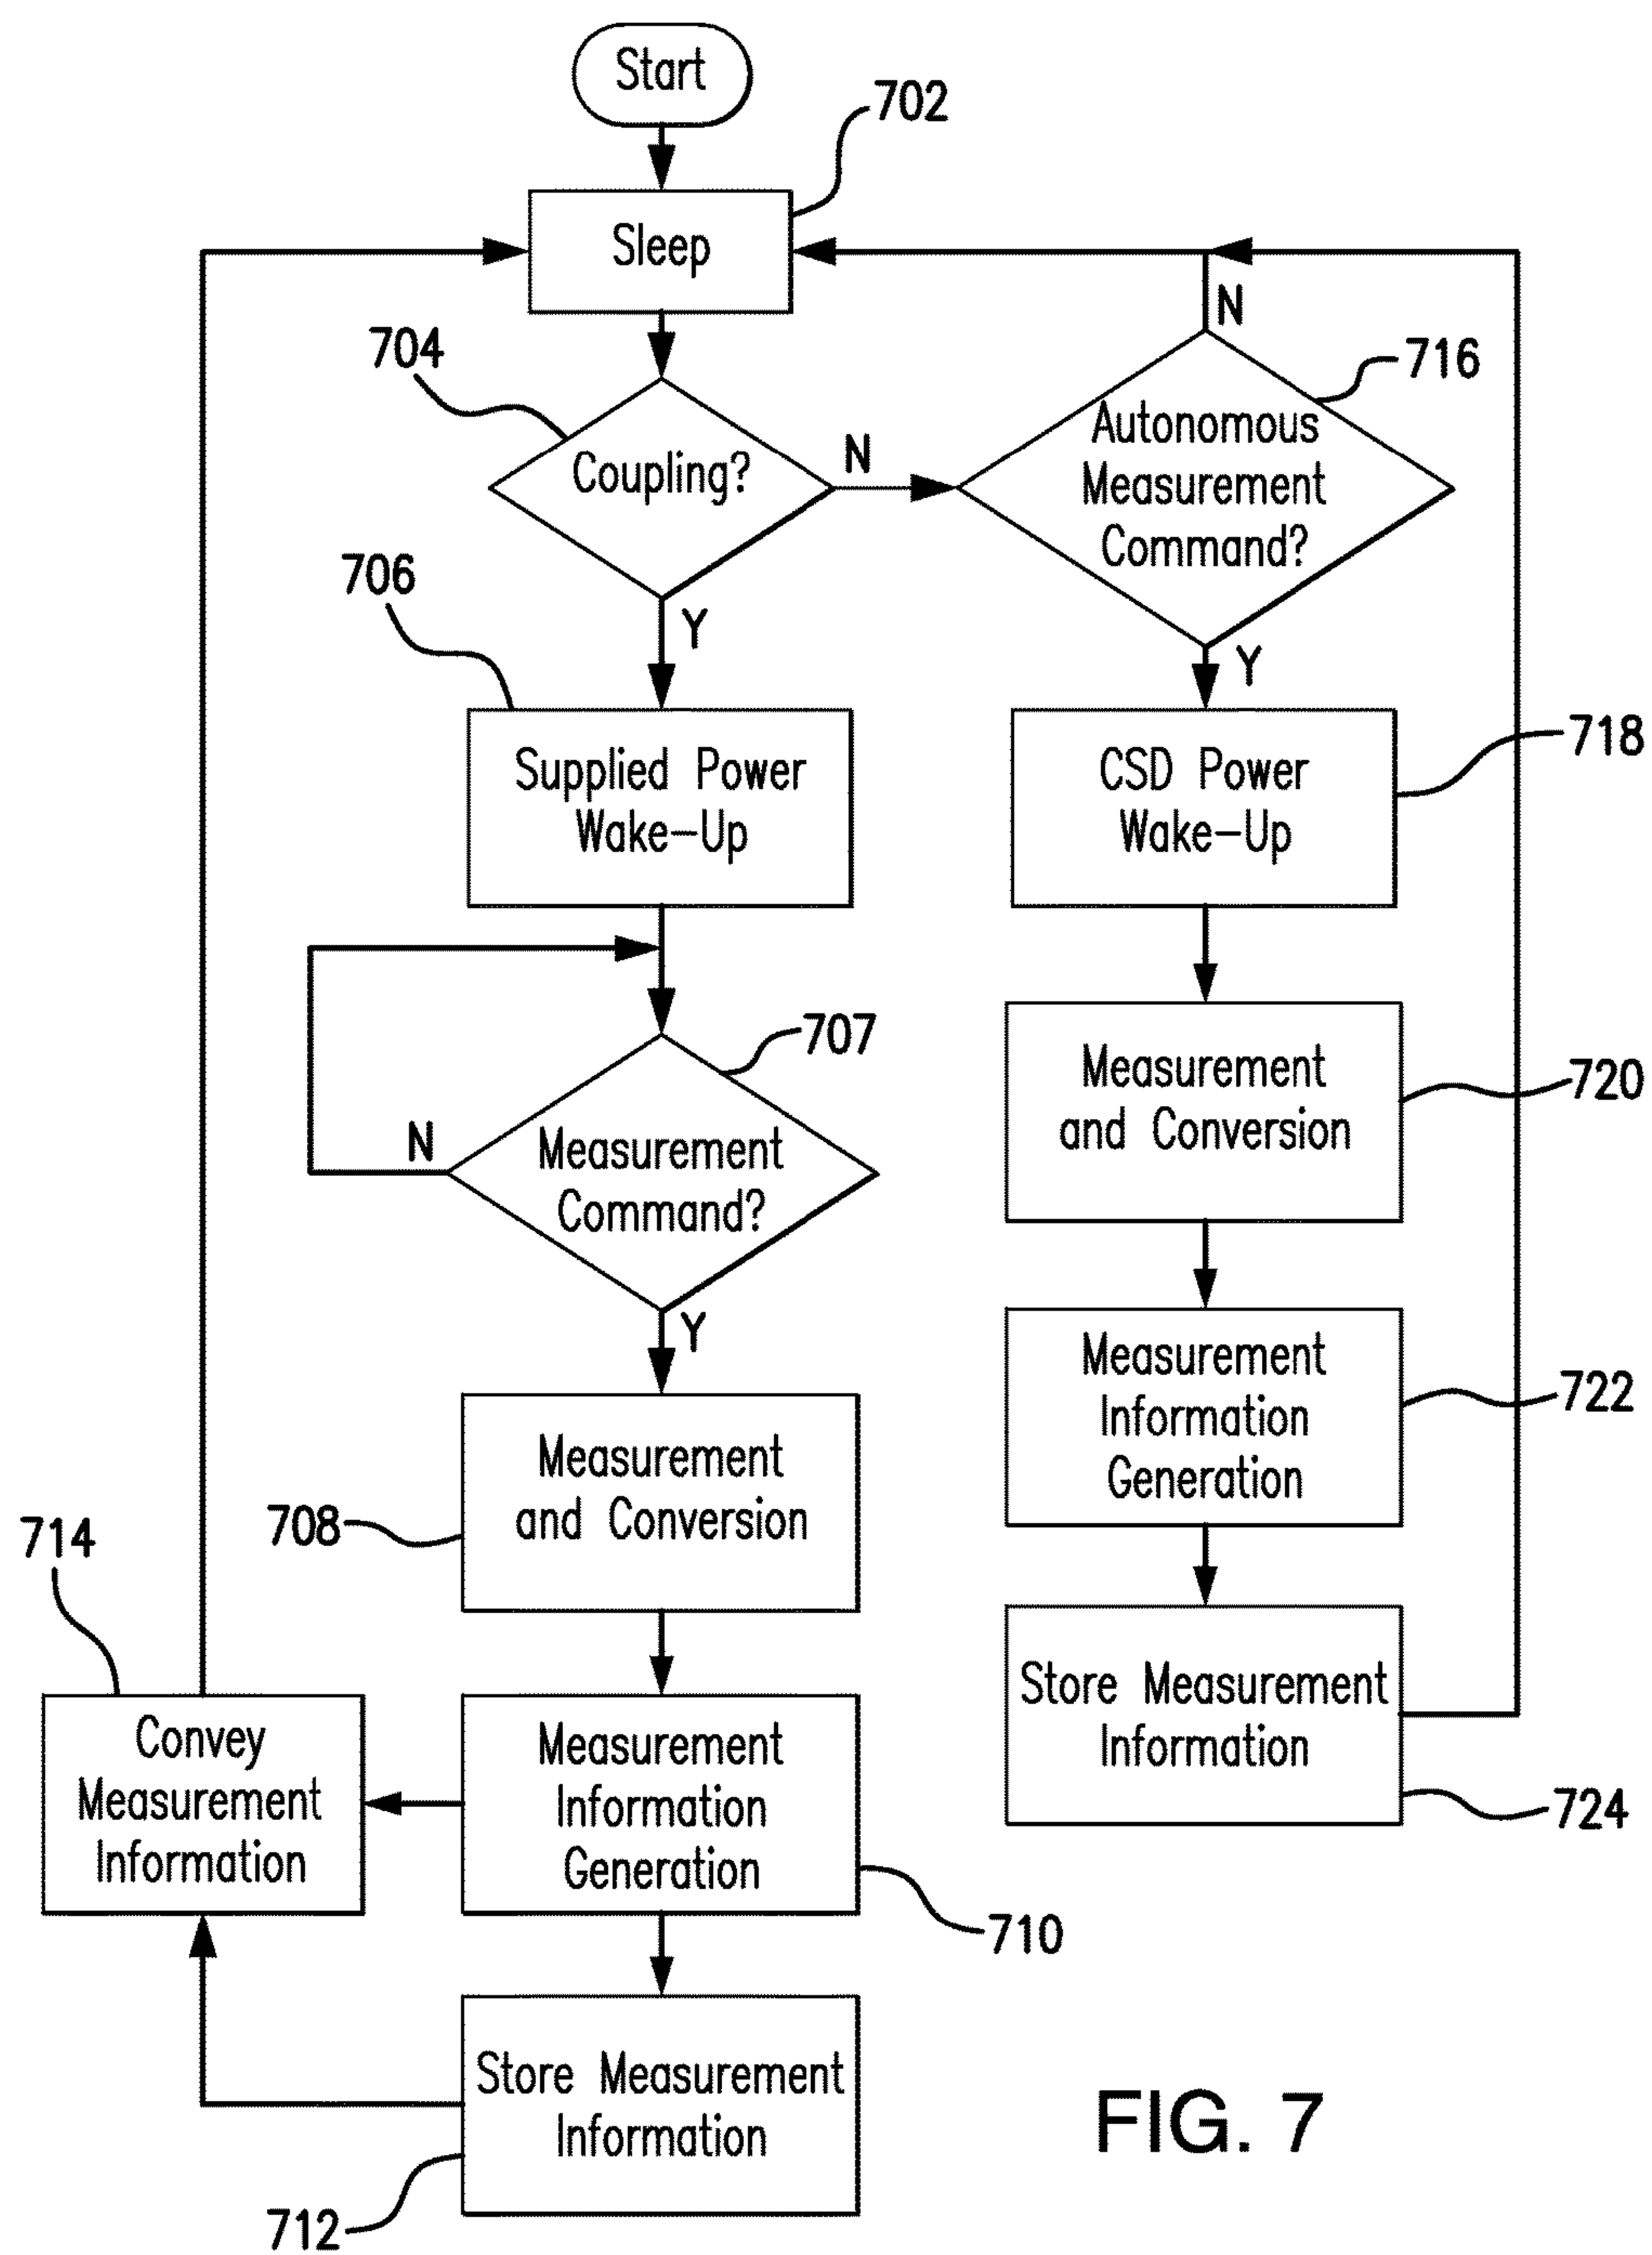 Start
702
Sleep
704
Coupling?
N
N
716
Autonomous
Measurement
Command?
706
Y
Y
Supplied Power
Wake-Up
CSD Power
Wake-Up
718
707
N
Measurement
Command?
Y
Measurement
and Conversion
720
708
Measurement
and Conversion
Measurement
Information
Generation
722
714
Convey
Measurement
Information
Measurement
Information
Generation
710
Store Measurement
Information
724
Store Measurement
Information
712
FIG. 7